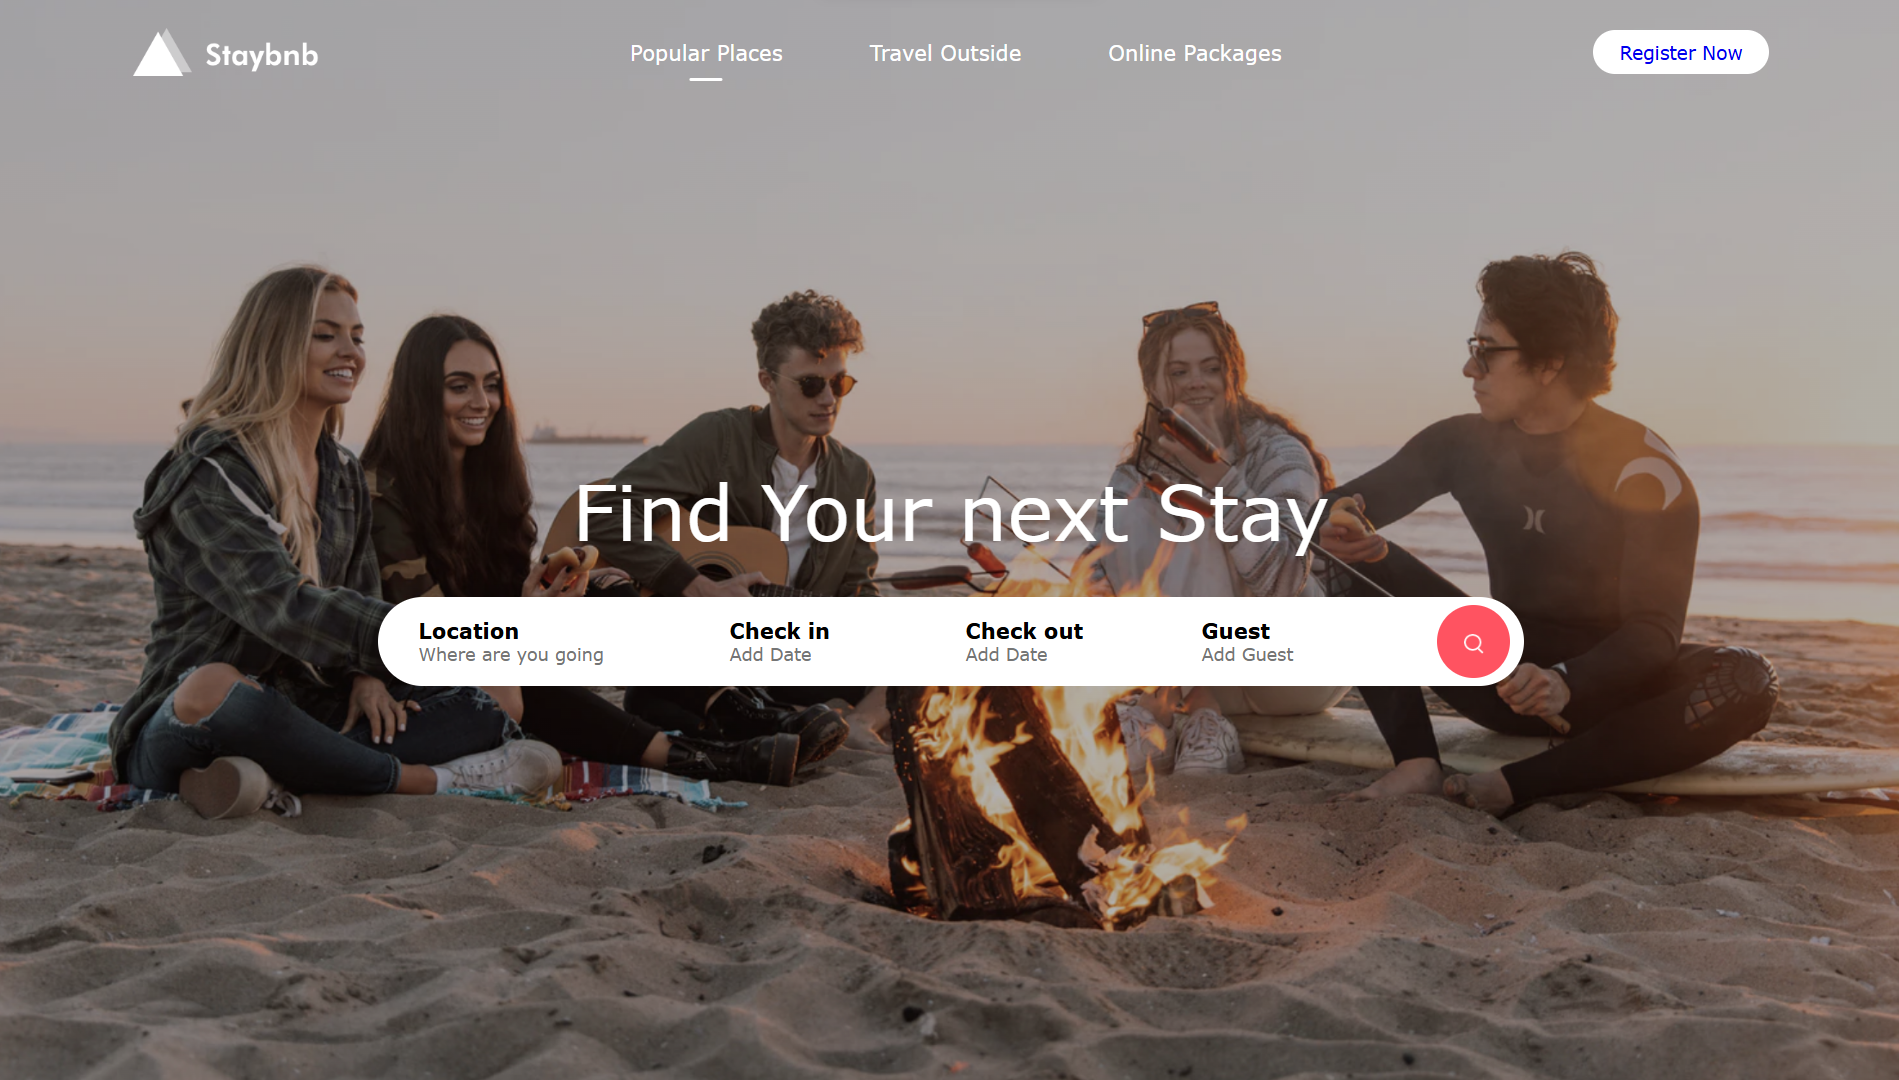 Staybnb
Popular Places
Travel Outside
Online Packages
Register Now
Find Your next Stay
Location
Where are you going
Check in
Add Date
Check out
Add Date
Guest
Add Guest